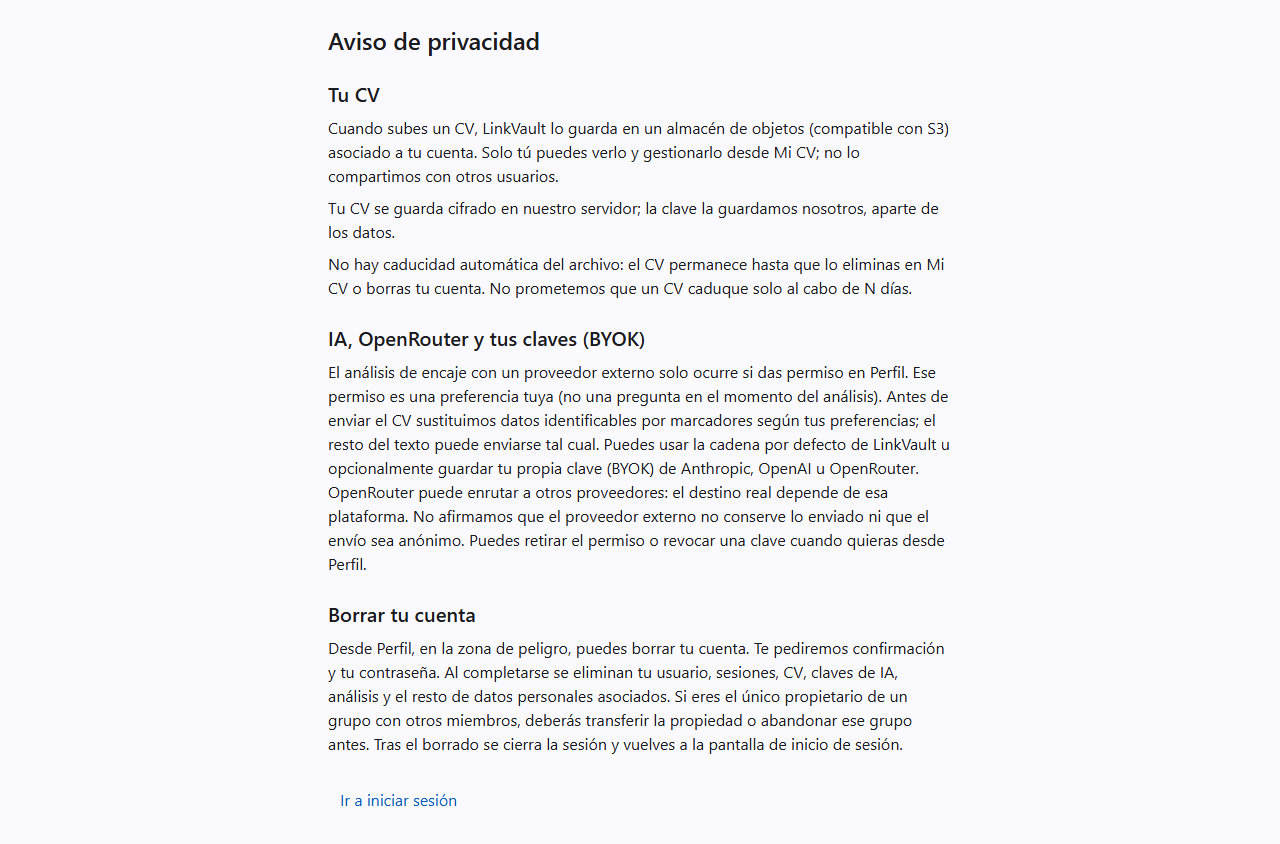 Aviso de privacidad
Tu CV
Cuando subes un CV, LinkVault lo guarda en un almacén de objetos (compatible con S3)
asociado a tu cuenta. Solo tú puedes verlo y gestionarlo desde Mi CV; no lo
compartimos con otros usuarios.
Tu CV se guarda cifrado en nuestro servidor; la clave la guardamos nosotros, aparte de
los datos.
No hay caducidad automática del archivo: el CV permanece hasta que lo eliminas en Mi
CV o borras tu cuenta. No prometemos que un CV caduque solo al cabo de N días.
IA, OpenRouter y tus claves (BYOK)
El análisis de encaje con un proveedor externo solo ocurre si das permiso en Perfil. Ese
permiso es una preferencia tuya (no una pregunta en el momento del análisis). Antes de
enviar el CV sustituimos datos identificables por marcadores según tus preferencias; el
resto del texto puede enviarse tal cual. Puedes usar la cadena por defecto de LinkVault u
opcionalmente guardar tu propia clave (BYOK) de Anthropic, OpenAI u OpenRouter.
OpenRouter puede enrutar a otros proveedores: el destino real depende de esa
plataforma. No afirmamos que el proveedor externo no conserve lo enviado ni que el
envío sea anónimo. Puedes retirar el permiso o revocar una clave cuando quieras desde
Perfil.
Borrar tu cuenta
Desde Perfil, en la zona de peligro, puedes borrar tu cuenta. Te pediremos confirmación
y tu contraseña. Al completarse se eliminan tu usuario, sesiones, CV, claves de IA,
análisis y el resto de datos personales asociados. Si eres el único propietario de un
grupo con otros miembros, deberás transferir la propiedad o abandonar ese grupo
antes. Tras el borrado se cierra la sesión y vuelves a la pantalla de inicio de sesión.
Ir a iniciar sesión